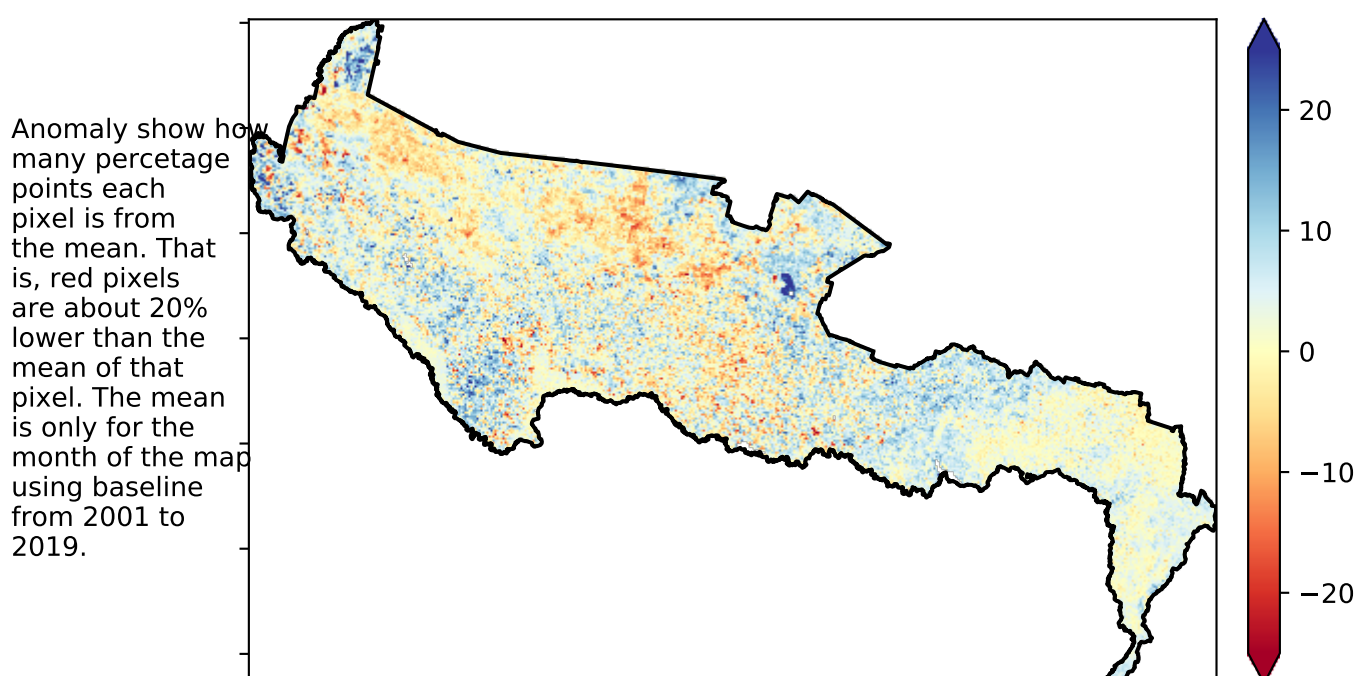 Anomaly show how
many percetage
points each
pixel is from
the mean. That
is, red pixels
are about 20%
lower than the
mean of that
pixel. The mean
is only for the
month of the map
using baseline
from 2001 to
2019.
20
10
0
−10
−20